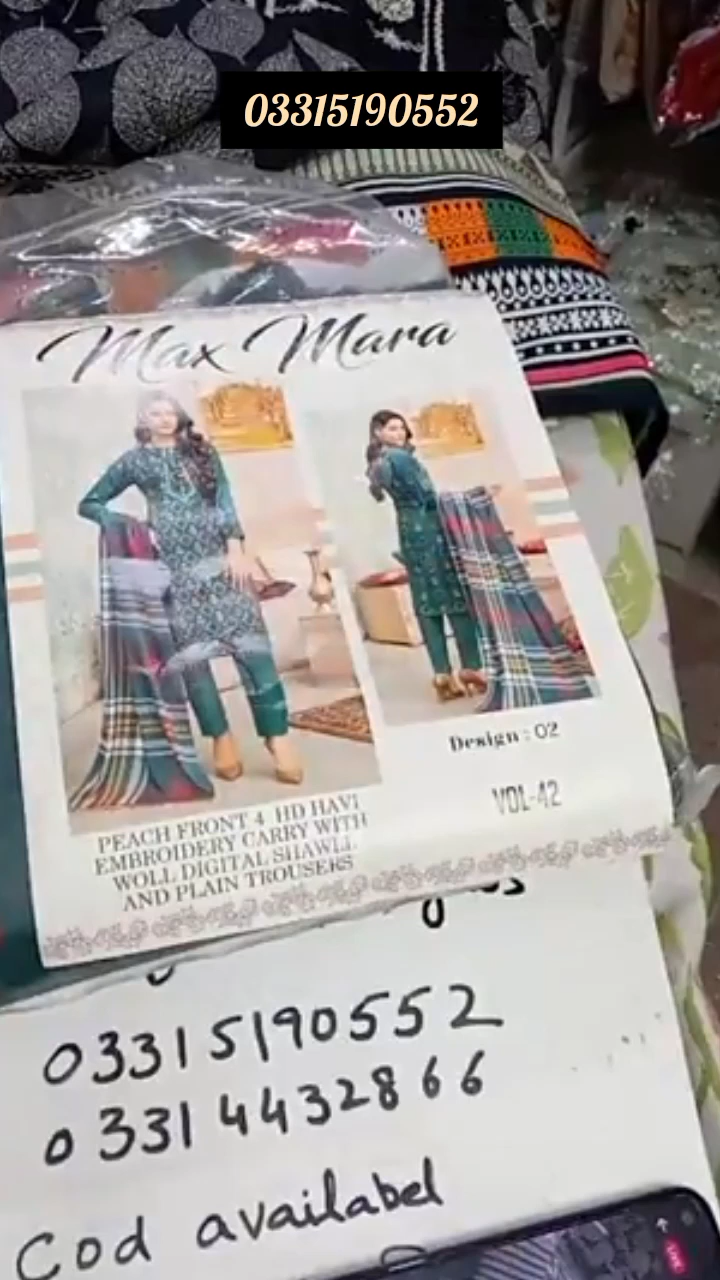 03315190552
Max Mara
Design : 02
VOL-42
PEACH FRONT 4 HD HAVI
EMBROIDERY CARRY WITH
WOLL DIGITAL SHAWLL
AND PLAIN TROUSERS
03315190552
03314432866
Cod availabel
LIVE